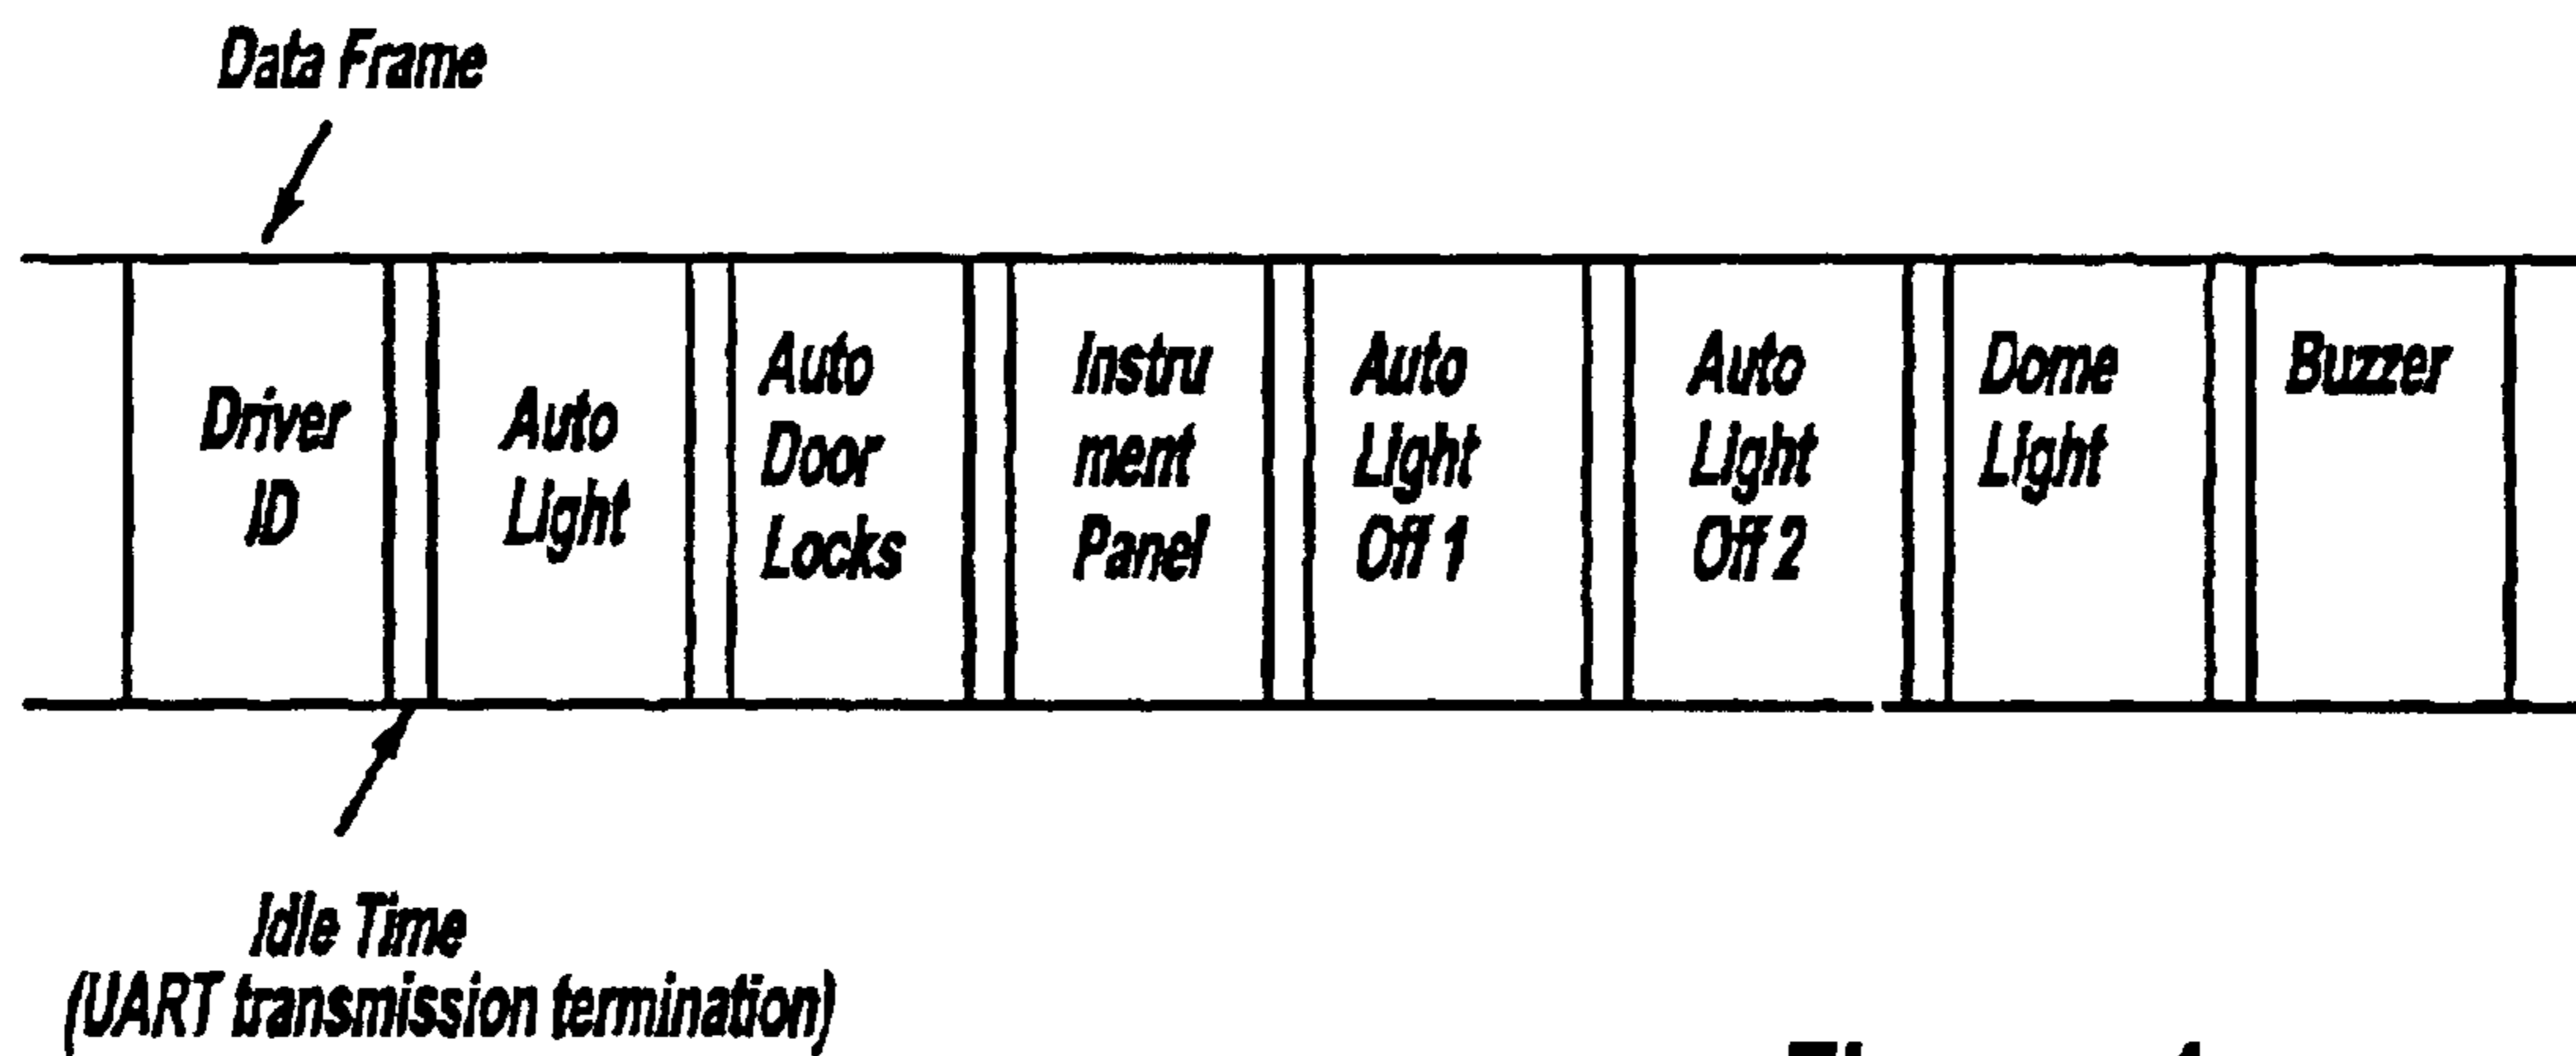 Data Frame
Driver
ID
Auto
Light
Auto
Door
Locks
Instru
ment
Panel
Auto
Light
Off 1
Auto
Light
Off 2
Dome
Light
Buzzer
Idle Time
(UART transmission termination)